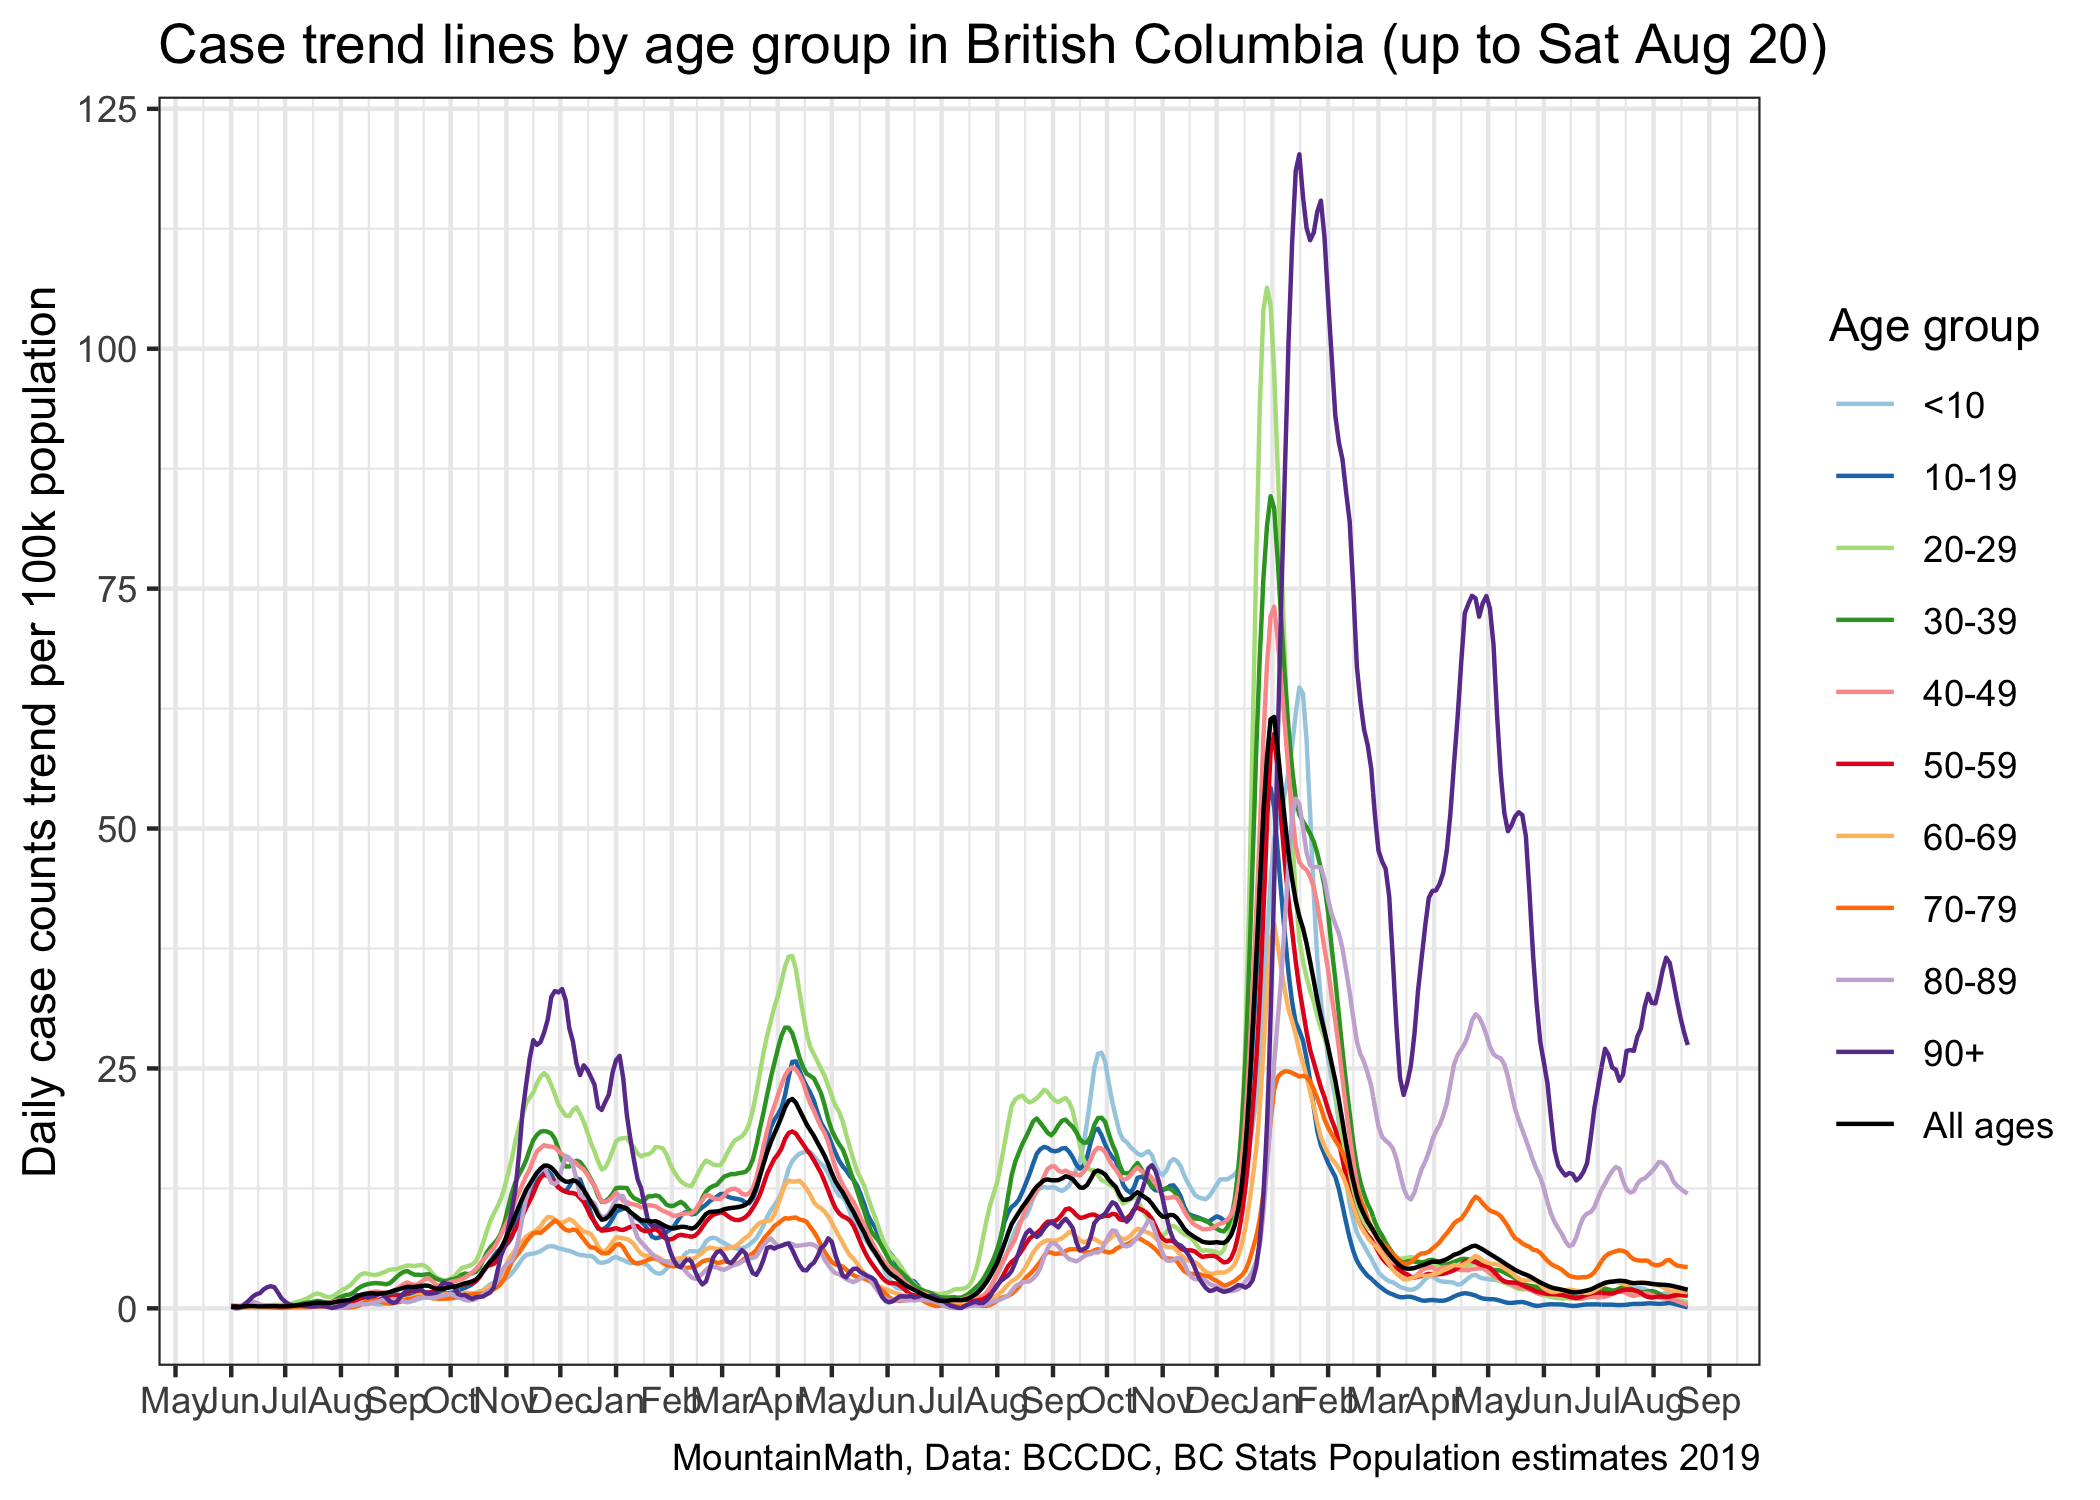 Case trend lines by age group in British Columbia (up to Sat Aug 20)
Daily case counts trend per 100k population
125
100
75
50
25
0
May Jun Jul Aug Sep Oct Nov Dec Jan Feb Mar Apr May Jun Jul Aug Sep Oct Nov Dec Jan Feb Mar Apr May Jun Jul Aug Sep
Age group
<10
10-19
20-29
30-39
40-49
50-59
60-69
70-79
80-89
90+
All ages
MountainMath, Data: BCCDC, BC Stats Population estimates 2019